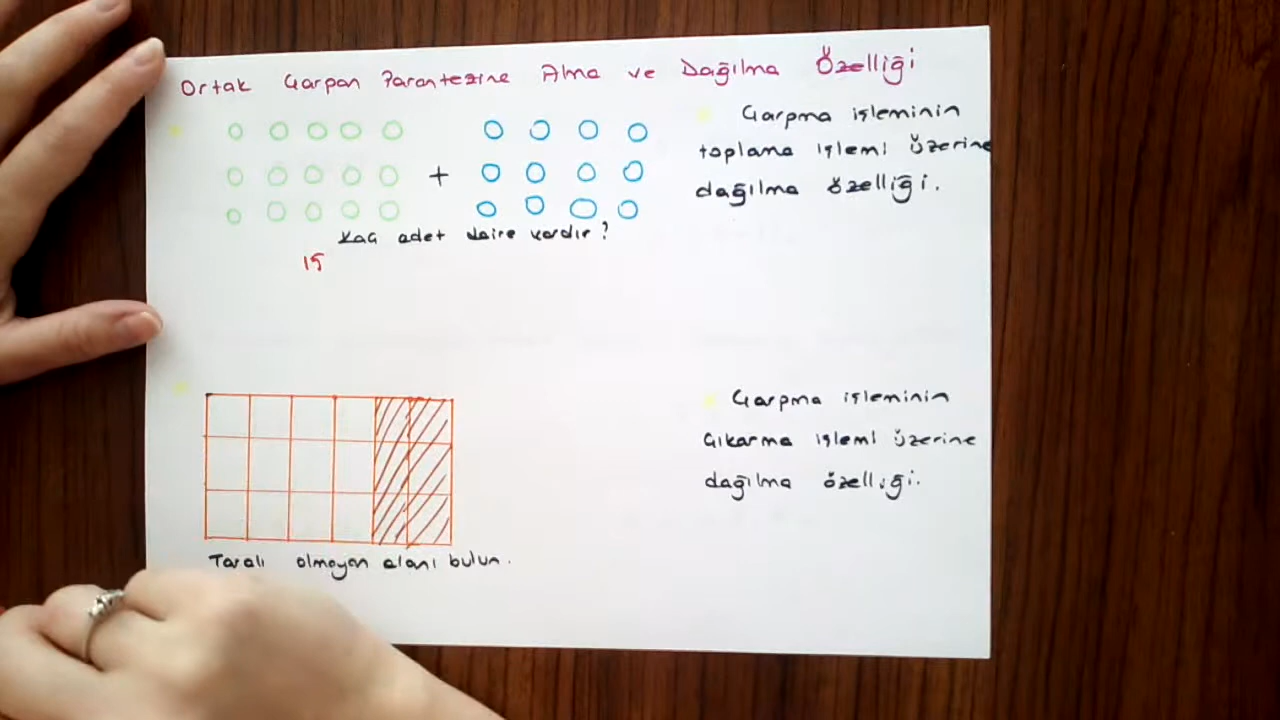 Ortak Çarpan Parantezine Alma ve Dağılma Özelliği
+
Kaç adet daire vardır?
15
Çarpma işleminin
toplama işlemi üzerine
dağılma özelliği.
Taralı olmayan alanı bulun.
Çarpma işleminin
çıkarma işlemi üzerine
dağılma özelliği.